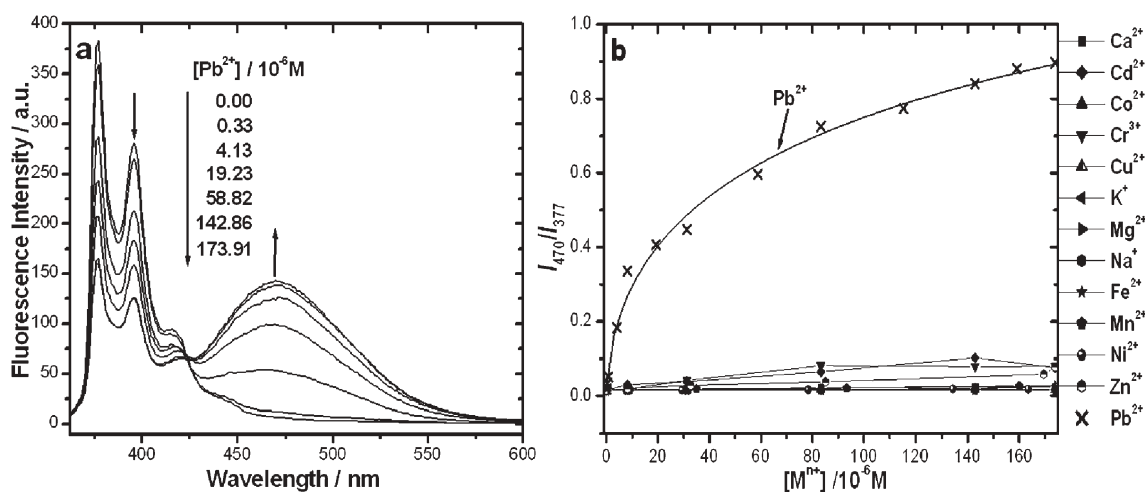 a
[Pb²⁺] / 10⁻⁶M
0.00
0.33
4.13
19.23
58.82
142.86
173.91
Fluorescence Intensity / a.u.
400
350
300
250
200
150
100
50
0
400
450
500
550
600
Wavelength / nm
b
Pb²⁺
I₄₇₀/I₃₇₇
1.0
0.8
0.6
0.4
0.2
0.0
0
20
40
60
80
100
120
140
160
[Mⁿ⁺] /10⁻⁶M
Ca²⁺
Cd²⁺
Co²⁺
Cr³⁺
Cu²⁺
K⁺
Mg²⁺
Na⁺
Fe²⁺
Mn²⁺
Ni²⁺
Zn²⁺
Pb²⁺